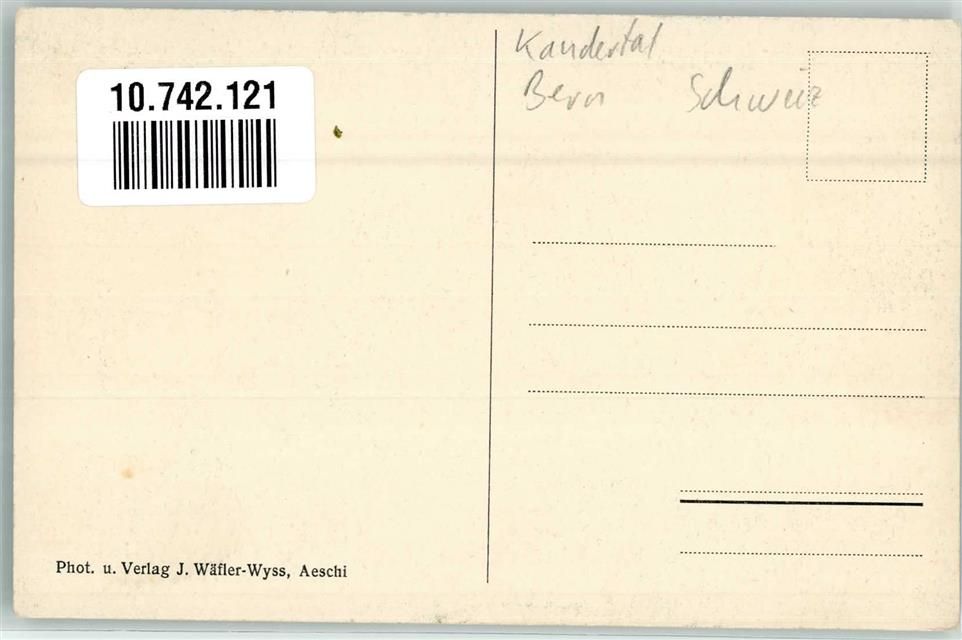 Kandertal
Bern Schweiz
10.742.121
Phot. u. Verlag J. Wäfler-Wyss, Aeschi